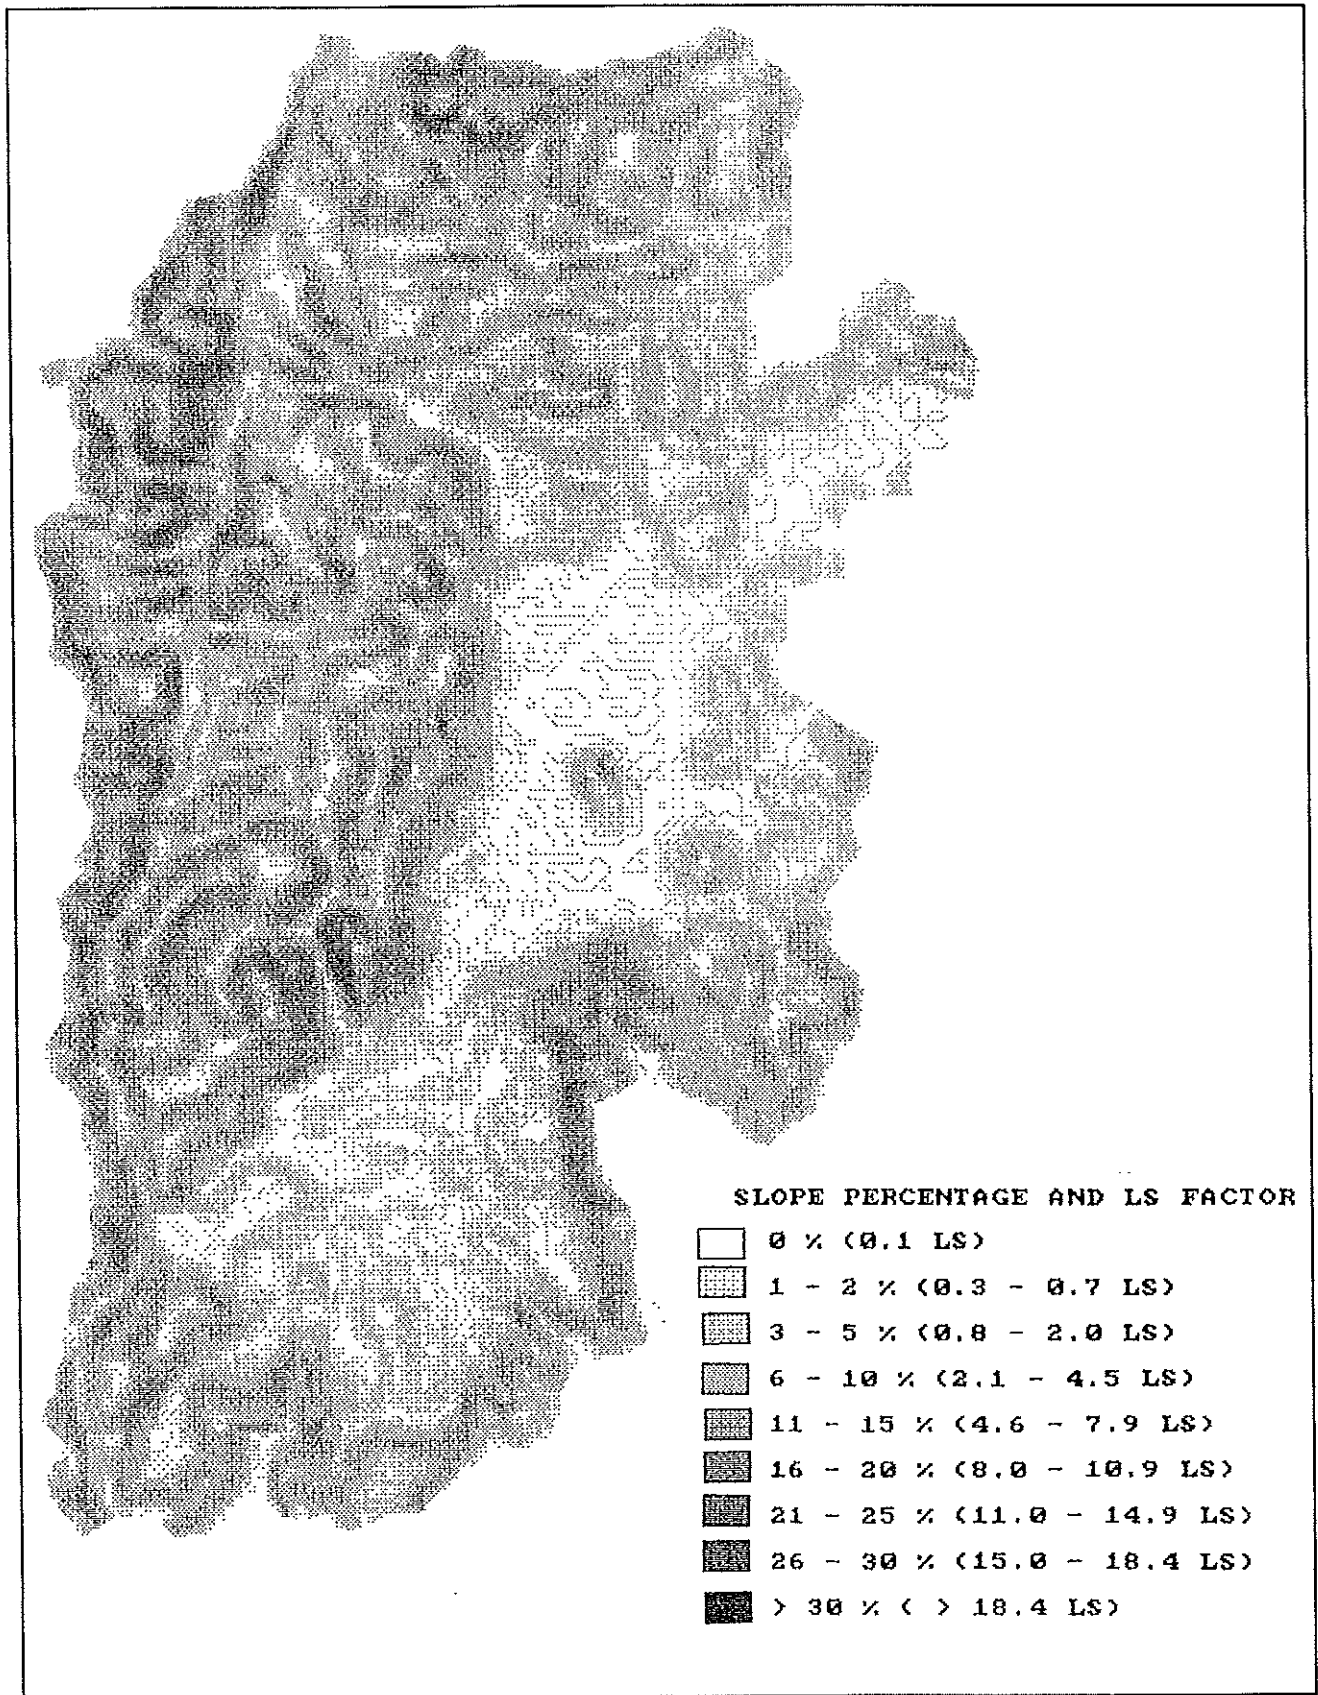 SLOPE PERCENTAGE AND LS FACTOR
0 % (0.1 LS)
1 - 2 % (0.3 - 0.7 LS)
3 - 5 % (0.8 - 2.0 LS)
6 - 10 % (2.1 - 4.5 LS)
11 - 15 % (4.6 - 7.9 LS)
16 - 20 % (8.0 - 10.9 LS)
21 - 25 % (11.0 - 14.9 LS)
26 - 30 % (15.0 - 18.4 LS)
> 30 % ( > 18.4 LS)